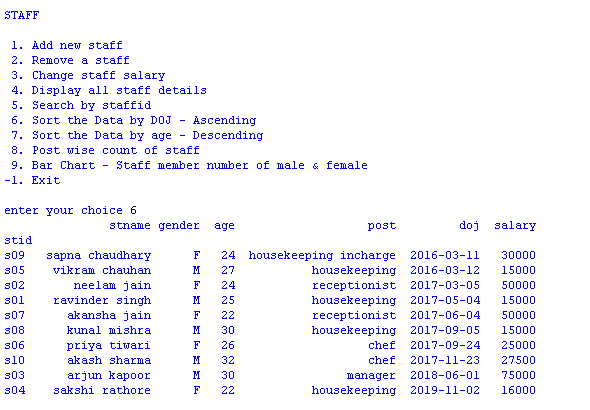 STAFF
1. Add new staff
2. Remove a staff
3. Change staff salary
4. Display all staff details
5. Search by staffid
6. Sort the Data by DOJ - Ascending
7. Sort the Data by age - Descending
8. Post wise count of staff
9. Bar Chart - Staff member number of male & female
-1. Exit
enter your choice 6
stname gender age post doj salary
stid
s09 sapna chaudhary F 24 housekeeping incharge 2016-03-11 30000
s05 vikram chauhan M 27 housekeeping 2016-03-12 15000
s02 neelam jain F 24 receptionist 2017-03-05 50000
s01 ravinder singh M 25 housekeeping 2017-05-04 15000
s07 akansha jain F 22 receptionist 2017-06-04 50000
s08 kunal mishra M 30 housekeeping 2017-09-05 15000
s06 priya tiwari F 26 chef 2017-09-24 25000
s10 akash sharma M 32 chef 2017-11-23 27500
s03 arjun kapoor M 30 manager 2018-06-01 75000
s04 sakshi rathore F 22 housekeeping 2019-11-02 16000